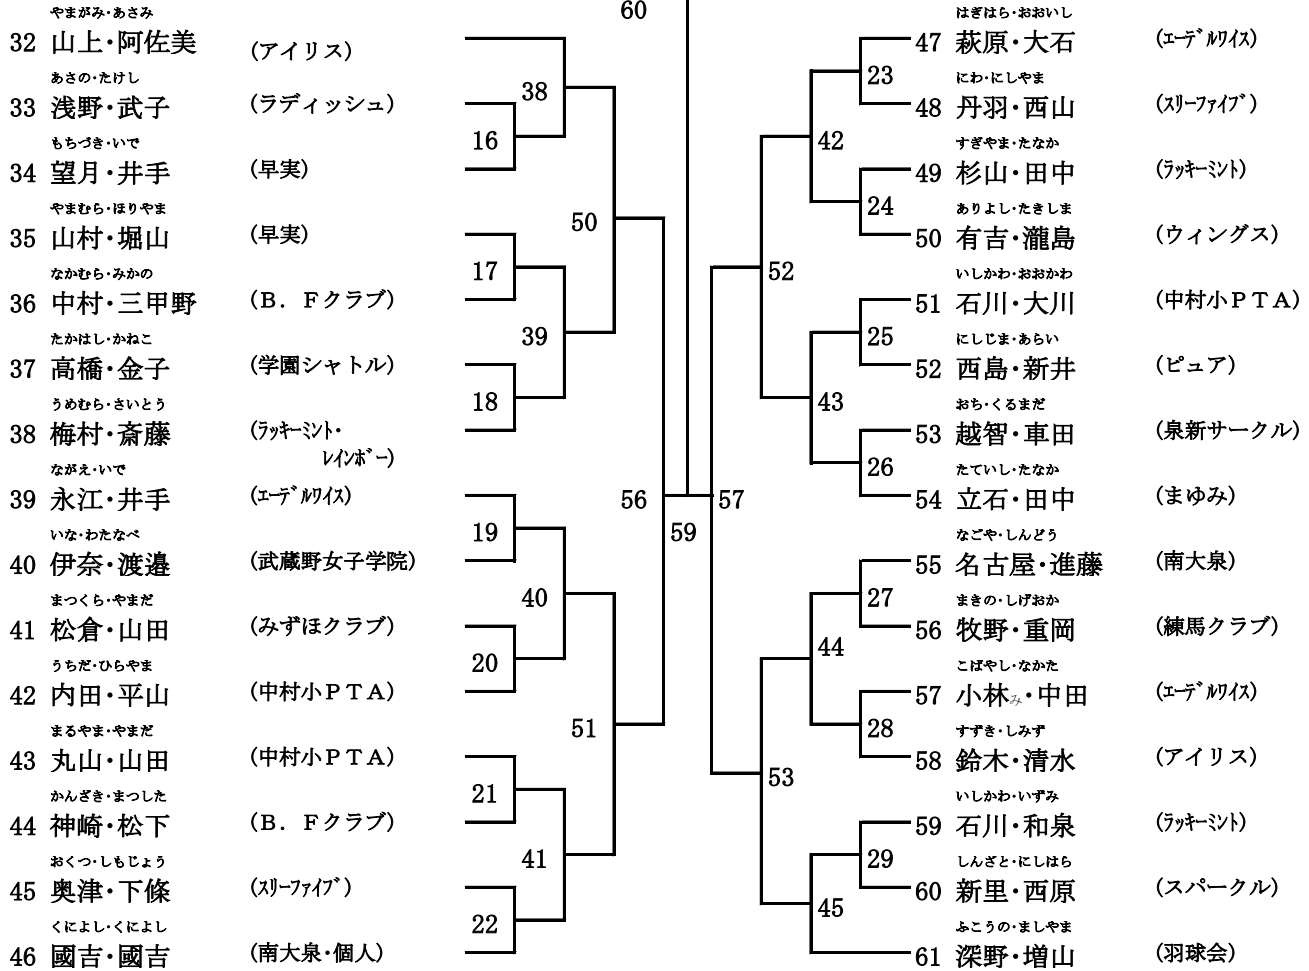 60
やまがみ・あさみ
32 山上・阿佐美 (アイリス)
あさの・たけし
33 浅野・武子 (ラディッシュ)
もちづき・いで
34 望月・井手 (早実)
やまむら・ほりやま
35 山村・堀山 (早実)
なかむら・みかの
36 中村・三甲野 (Ｂ．Ｆクラブ)
たかはし・かねこ
37 高橋・金子 (学園シャトル)
うめむら・さいとう
38 梅村・斎藤 (ﾗｯｷｰﾐﾝﾄ・
ﾚｲﾝﾎﾞｰ)
ながえ・いで
39 永江・井手 (ｴｰﾃﾞﾙﾜｲｽ)
いな・わたなべ
40 伊奈・渡邉 (武蔵野女子学院)
まつくら・やまだ
41 松倉・山田 (みずほクラブ)
うちだ・ひらやま
42 内田・平山 (中村小ＰＴＡ)
まるやま・やまだ
43 丸山・山田 (中村小ＰＴＡ)
かんざき・まつした
44 神崎・松下 (Ｂ．Ｆクラブ)
おくつ・しもじょう
45 奥津・下條 (ｽﾘｰﾌｧｲﾌﾞ)
くによし・くによし
46 國吉・國吉 (南大泉・個人)
38
16
50
17
39
18
56
19
40
20
51
21
41
22
59
57
23
42
24
52
25
43
26
27
44
28
53
29
45
はぎはら・おおいし
47 萩原・大石 (ｴｰﾃﾞﾙﾜｲｽ)
にわ・にしやま
48 丹羽・西山 (ｽﾘｰﾌｧｲﾌﾞ)
すぎやま・たなか
49 杉山・田中 (ﾗｯｷｰﾐﾝﾄ)
ありよし・たきしま
50 有吉・瀧島 (ウィングス)
いしかわ・おおかわ
51 石川・大川 (中村小ＰＴＡ)
にしじま・あらい
52 西島・新井 (ピュア)
おち・くるまだ
53 越智・車田 (泉新サークル)
たていし・たなか
54 立石・田中 (まゆみ)
なごや・しんどう
55 名古屋・進藤 (南大泉)
まきの・しげおか
56 牧野・重岡 (練馬クラブ)
こばやし・なかた
57 小林み・中田 (ｴｰﾃﾞﾙﾜｲｽ)
すずき・しみず
58 鈴木・清水 (アイリス)
いしかわ・いずみ
59 石川・和泉 (ﾗｯｷｰﾐﾝﾄ)
しんざと・にしはら
60 新里・西原 (スパークル)
ふこうの・ましやま
61 深野・増山 (羽球会)